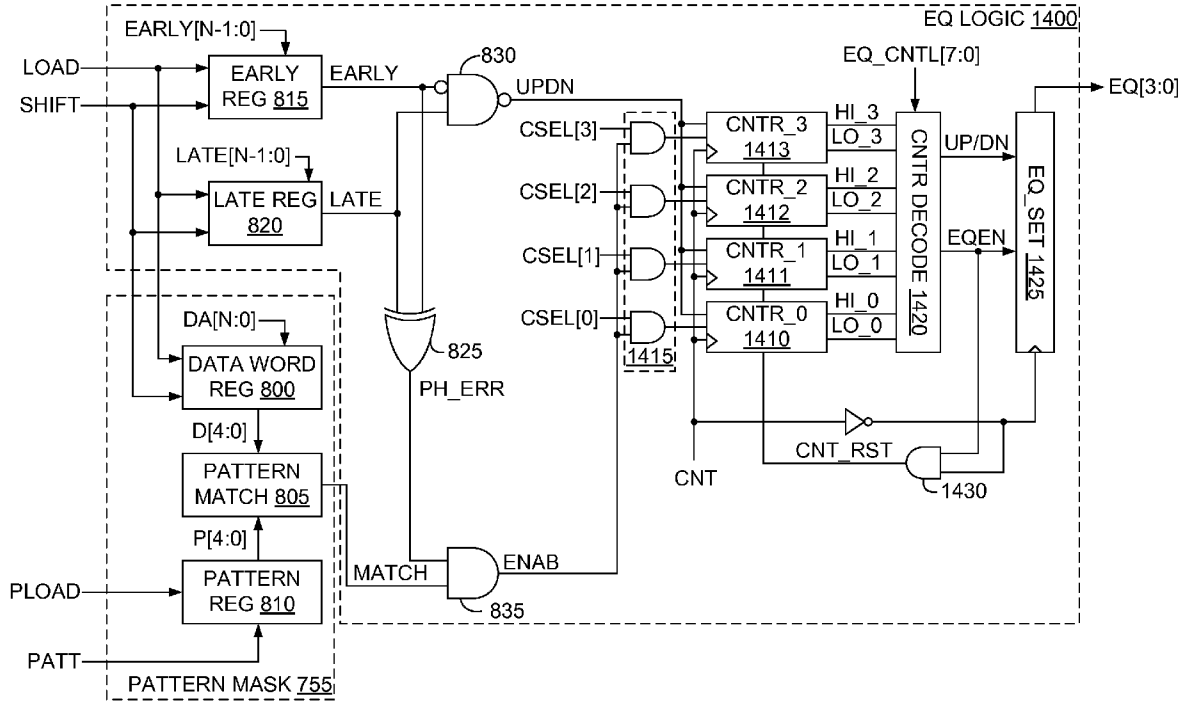 EQ LOGIC 1400
EARLY[N-1:0]
LOAD
SHIFT
EARLY
REG 815
EARLY
830
UPDN
LATE[N-1:0]
LATE REG
820
LATE
825
PH_ERR
CSEL[3]
CSEL[2]
CSEL[1]
CSEL[0]
1415
CNTR_3
1413
CNTR_2
1412
CNTR_1
1411
CNTR_0
1410
HI_3
LO_3
HI_2
LO_2
HI_1
LO_1
HI_0
LO_0
EQ_CNTL[7:0]
CNTR DECODE 1420
UP/DN
EQEN
EQ_SET 1425
EQ[3:0]
CNT
CNT_RST
1430
DA[N:0]
DATA WORD
REG 800
D[4:0]
PATTERN
MATCH 805
P[4:0]
PATTERN
REG 810
PLOAD
PATT
MATCH
ENAB
835
PATTERN MASK 755